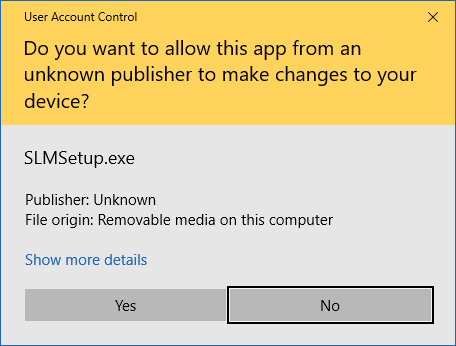 User Account Control
Do you want to allow this app from an
unknown publisher to make changes to your
device?
SLMSetup.exe
Publisher: Unknown
File origin: Removable media on this computer
Show more details
Yes
No